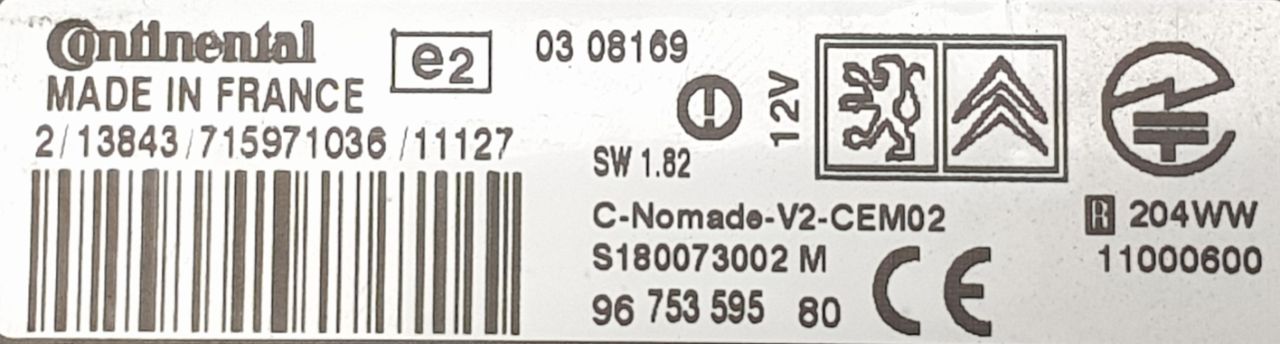 Continental
MADE IN FRANCE
e2
03 08169
2/13843/715971036/11127
12V
SW 1.82
C-Nomade-V2-CEM02
S180073002 M
96 753 595 80
CE
R 204WW
11000600